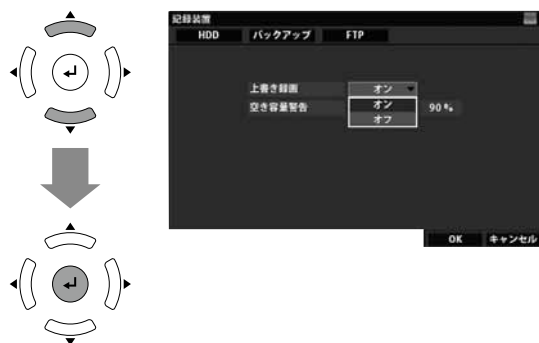 記録装置
HDD バックアップ FTP
上書き録画 オン
オン
空き容量警告 90 %
オフ
OK キャンセル